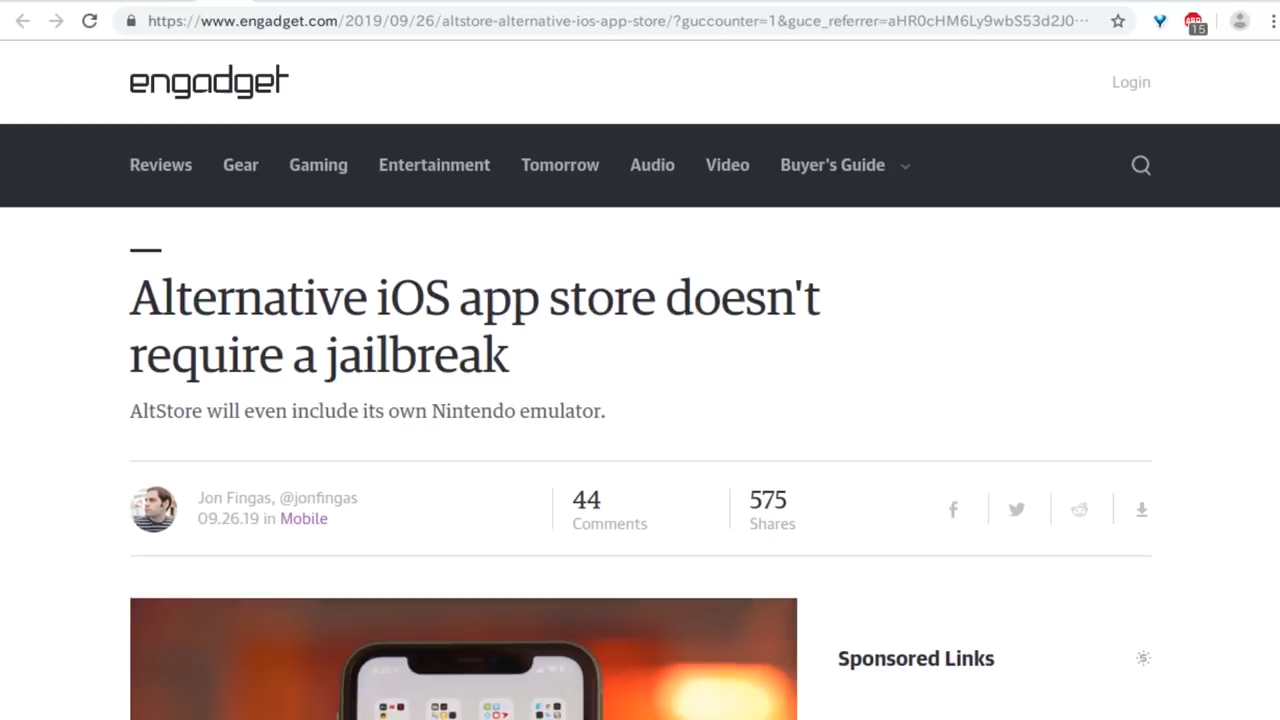 https://www.engadget.com/2019/09/26/altstore-alternative-ios-app-store/?guccounter=1&guce_referrer=aHR0cHM6Ly9wbS53d2J0…
15
engadget
Login
Reviews Gear Gaming Entertainment Tomorrow Audio Video Buyer's Guide
Alternative iOS app store doesn't
require a jailbreak
AltStore will even include its own Nintendo emulator.
Jon Fingas, @jonfingas
09.26.19 in Mobile
44
Comments
575
Shares
Sponsored Links